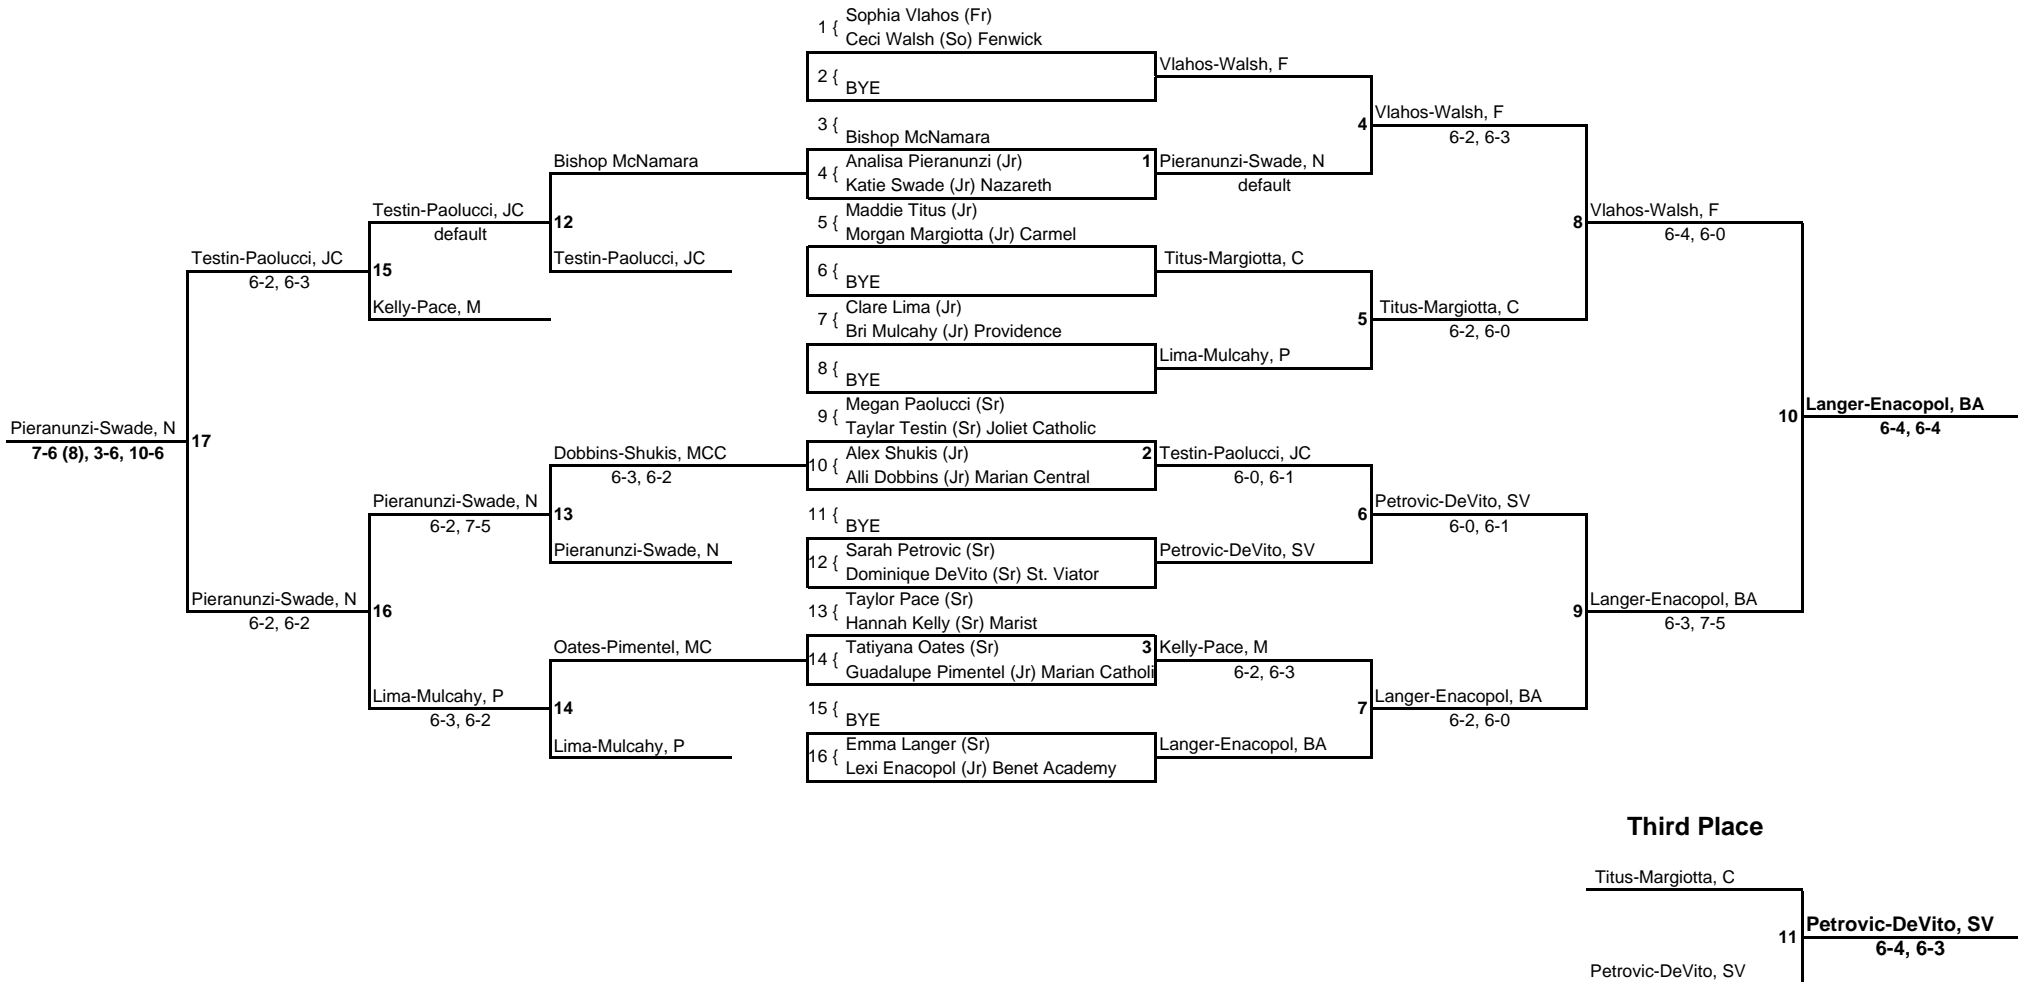 Sophia Vlahos (Fr)
1 {
Ceci Walsh (So) Fenwick
Vlahos-Walsh, F
2 {
BYE
Vlahos-Walsh, F
3 {
4
Bishop McNamara
6-2, 6-3
Bishop McNamara
Analisa Pieranunzi (Jr)
1
Pieranunzi-Swade, N
4 {
Katie Swade (Jr) Nazareth
default
Testin-Paolucci, JC
Maddie Titus (Jr)
Vlahos-Walsh, F
12
5 {
8
default
Morgan Margiotta (Jr) Carmel
6-4, 6-0
Testin-Paolucci, JC
Testin-Paolucci, JC
Titus-Margiotta, C
15
6 {
6-2, 6-3
BYE
Kelly-Pace, M
Clare Lima (Jr)
Titus-Margiotta, C
7 {
5
Bri Mulcahy (Jr) Providence
6-2, 6-0
Lima-Mulcahy, P
8 {
BYE
Megan Paolucci (Sr)
Langer-Enacopol, BA
9 {
10
Pieranunzi-Swade, N
Taylar Testin (Sr) Joliet Catholic
6-4, 6-4
17
7-6 (8), 3-6, 10-6
Dobbins-Shukis, MCC
Alex Shukis (Jr)
2
Testin-Paolucci, JC
10 {
6-3, 6-2
Alli Dobbins (Jr) Marian Central
6-0, 6-1
Pieranunzi-Swade, N
Petrovic-DeVito, SV
13
11 {
6
6-2, 7-5
BYE
6-0, 6-1
Pieranunzi-Swade, N
Sarah Petrovic (Sr)
Petrovic-DeVito, SV
12 {
Dominique DeVito (Sr) St. Viator
Pieranunzi-Swade, N
Taylor Pace (Sr)
Langer-Enacopol, BA
16
13 {
9
6-2, 6-2
Hannah Kelly (Sr) Marist
6-3, 7-5
Oates-Pimentel, MC
Tatiyana Oates (Sr)
3
Kelly-Pace, M
14 {
Guadalupe Pimentel (Jr) Marian Catholi
6-2, 6-3
Lima-Mulcahy, P
Langer-Enacopol, BA
14
15 {
7
6-3, 6-2
BYE
6-2, 6-0
Lima-Mulcahy, P
Emma Langer (Sr)
Langer-Enacopol, BA
16 {
Lexi Enacopol (Jr) Benet Academy
Third Place
Titus-Margiotta, C
Petrovic-DeVito, SV
11
6-4, 6-3
Petrovic-DeVito, SV